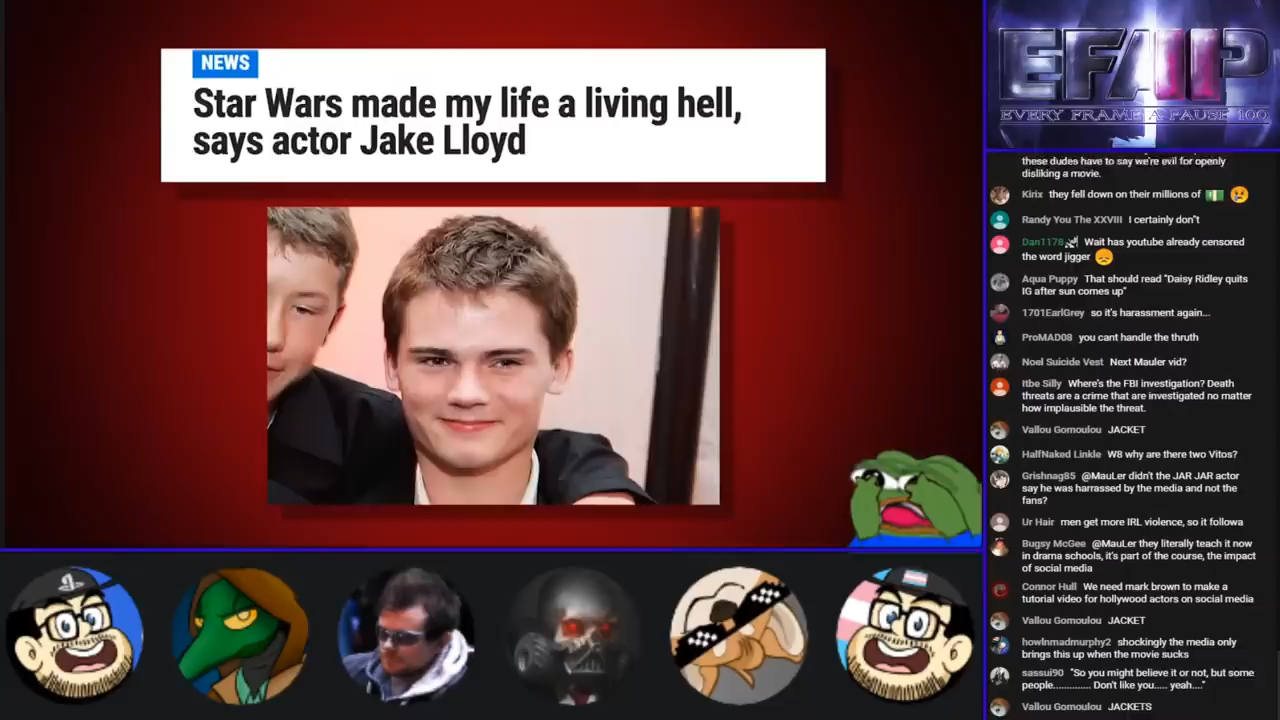 NEWS
Star Wars made my life a living hell,
says actor Jake Lloyd
EFAP
EVERY FRAME A PAUSE 100
these dudes have to say we're evil for openly
disliking a movie.
Kirix they fell down on their millions of
Randy You The XXVIII I certainly don"t
Dan1178 Wait has youtube already censored
the word jigger
Aqua Puppy That should read "Daisy Ridley quits
IG after sun comes up"
1701EarlGrey so it's harassment again...
ProMAD08 you cant handle the thruth
Noel Suicide Vest Next Mauler vid?
Itbe Silly Where's the FBI investigation? Death
threats are a crime that are investigated no matter
how implausible the threat.
Vallou Gomoulou JACKET
HalfNaked Linkle W8 why are there two Vitos?
Grishnag85 @MauLer didn't the JAR JAR actor
say he was harrassed by the media and not the
fans?
Ur Hair men get more IRL violence, so it followa
Bugsy McGee @MauLer they literally teach it now
in drama schools, it's part of the course, the impact
of social media
Connor Hull We need mark brown to make a
tutorial video for hollywood actors on social media
Vallou Gomoulou JACKET
howlnmadmurphy2 shockingly the media only
brings this up when the movie sucks
sassui90 "So you might believe it or not, but some
people............. Don't like you..... yeah...."
Vallou Gomoulou JACKETS